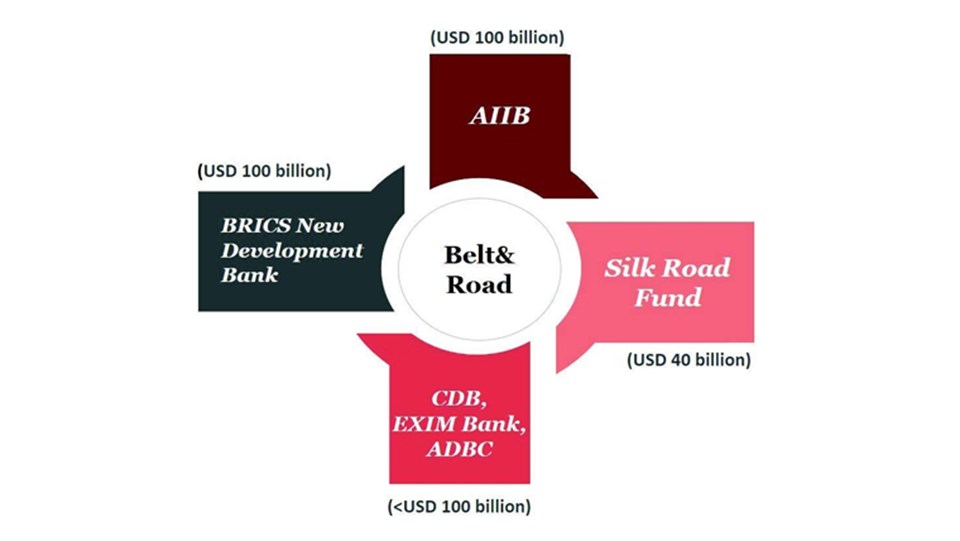 (USD 100 billion)
AIIB
(USD 100 billion)
BRICS New
Development
Bank
Belt&
Road
Silk Road
Fund
(USD 40 billion)
CDB,
EXIM Bank,
ADBC
(<USD 100 billion)